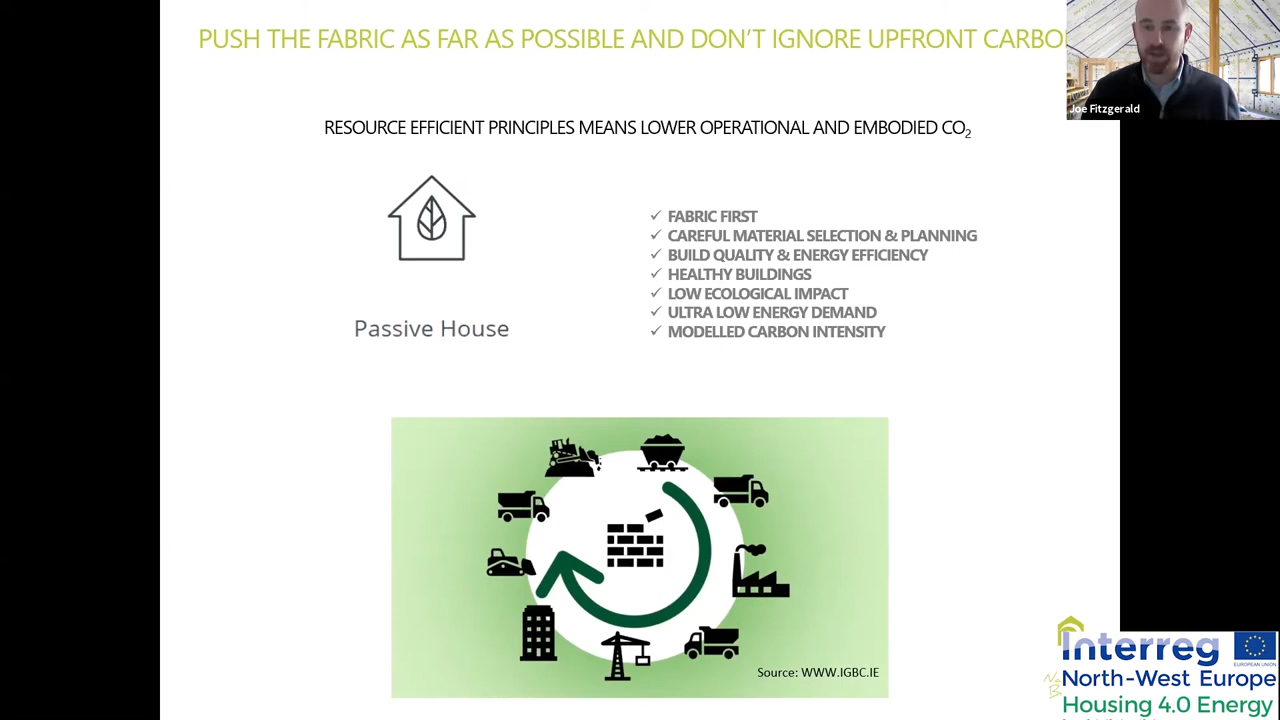 PUSH THE FABRIC AS FAR AS POSSIBLE AND DON'T IGNORE UPFRONT CARBO
Joe Fitzgerald
RESOURCE EFFICIENT PRINCIPLES MEANS LOWER OPERATIONAL AND EMBODIED CO₂
✓ FABRIC FIRST
✓ CAREFUL MATERIAL SELECTION & PLANNING
✓ BUILD QUALITY & ENERGY EFFICIENCY
✓ HEALTHY BUILDINGS
✓ LOW ECOLOGICAL IMPACT
✓ ULTRA LOW ENERGY DEMAND
✓ MODELLED CARBON INTENSITY
Passive House
Source: WWW.IGBC.IE
Interreg
EUROPEAN UNION
North-West Europe
Housing 4.0 Energy